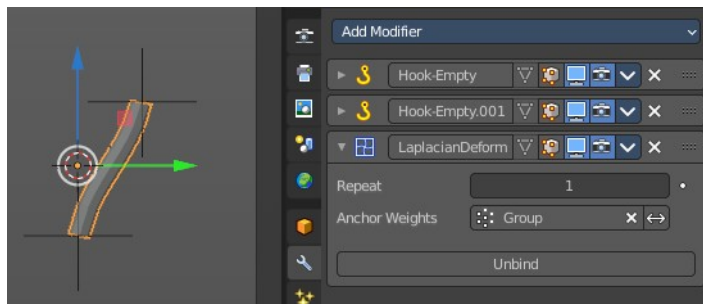 Add Modifier
Hook-Empty
Hook-Empty.001
LaplacianDeform
Repeat 1
Anchor Weights Group
Unbind